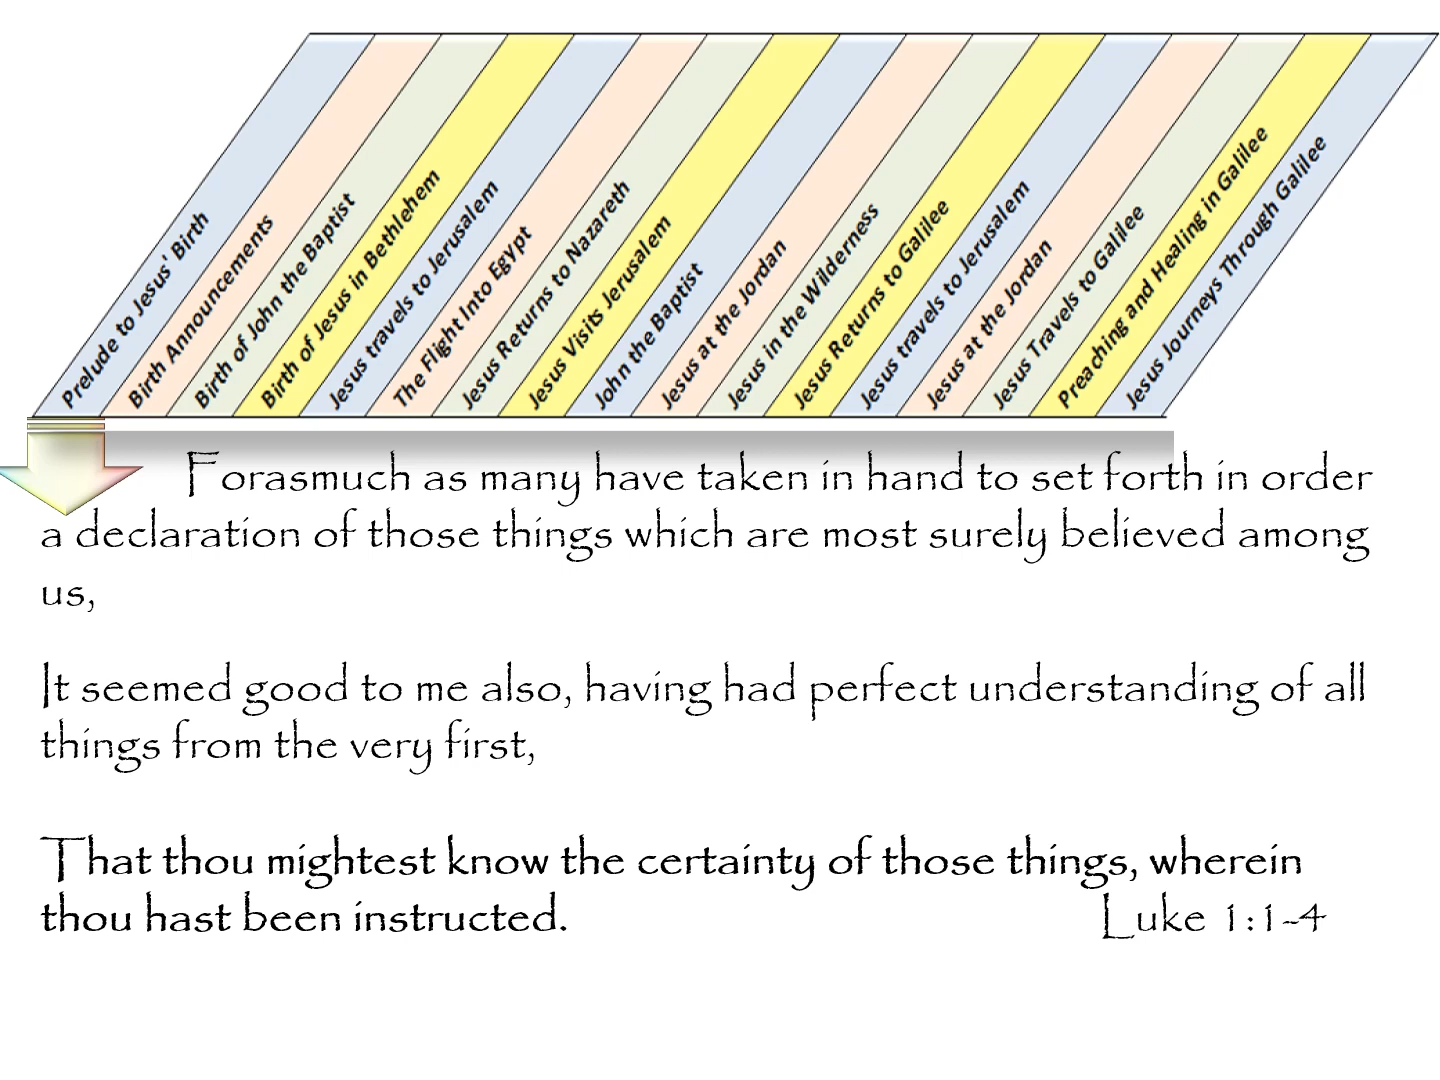 Prelude to Jesus' Birth
Birth Announcements
Birth of John the Baptist
Birth of Jesus in Bethlehem
Jesus travels to Jerusalem
The Flight Into Egypt
Jesus Returns to Nazareth
Jesus Visits Jerusalem
John the Baptist
Jesus at the Jordan
Jesus in the Wilderness
Jesus Returns to Galilee
Jesus travels to Jerusalem
Jesus at the Jordan
Jesus Travels to Galilee
Preaching and Healing in Galilee
Jesus Journeys Through Galilee
Forasmuch as many have taken in hand to set forth in order
a declaration of those things which are most surely believed among
us,
It seemed good to me also, having had perfect understanding of all
things from the very first,
That thou mightest know the certainty of those things, wherein
thou hast been instructed. Luke 1:1-4